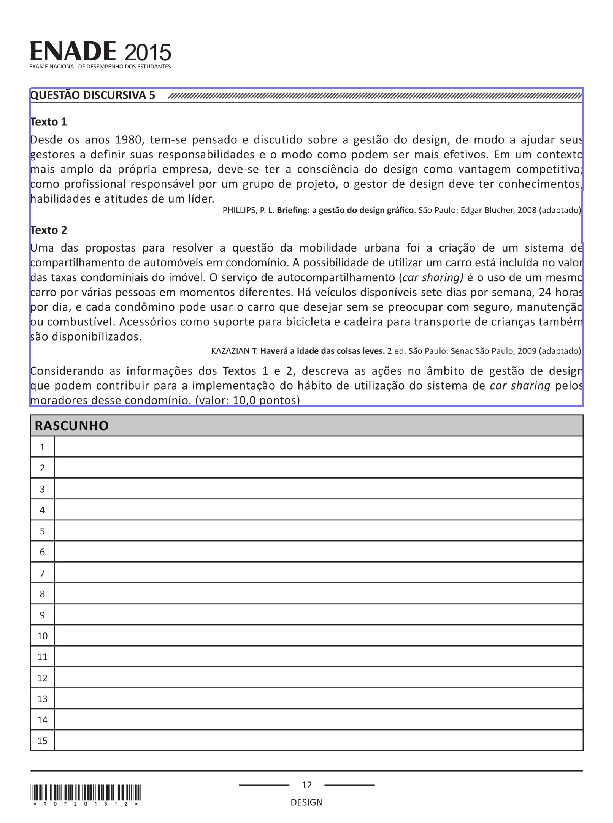 ENADE 2015
EXAME NACIONAL DE DESEMPENHO DOS ESTUDANTES
QUESTÃO DISCURSIVA 5
Texto 1
Desde os anos 1980, tem-se pensado e discutido sobre a gestão do design, de modo a ajudar seus
gestores a definir suas responsabilidades e o modo como podem ser mais efetivos. Em um contexto
mais amplo da própria empresa, deve-se ter a consciência do design como vantagem competitiva;
como profissional responsável por um grupo de projeto, o gestor de design deve ter conhecimentos,
habilidades e atitudes de um líder.
PHILLIPS, P. L. Briefing: a gestão do design gráfico. São Paulo: Edgar Blucher, 2008 (adaptado).
Texto 2
Uma das propostas para resolver a questão da mobilidade urbana foi a criação de um sistema de
compartilhamento de automóveis em condomínio. A possibilidade de utilizar um carro está incluída no valor
das taxas condominiais do imóvel. O serviço de autocompartilhamento (car sharing) é o uso de um mesmo
carro por várias pessoas em momentos diferentes. Há veículos disponíveis sete dias por semana, 24 horas
por dia, e cada condômino pode usar o carro que desejar sem se preocupar com seguro, manutenção
ou combustível. Acessórios como suporte para bicicleta e cadeira para transporte de crianças também
são disponibilizados.
KAZAZIAN T. Haverá a idade das coisas leves. 2 ed. São Paulo: Senac São Paulo, 2009 (adaptado).
Considerando as informações dos Textos 1 e 2, descreva as ações no âmbito de gestão de design
que podem contribuir para a implementação do hábito de utilização do sistema de car sharing pelos
moradores desse condomínio. (valor: 10,0 pontos)
RASCUNHO
1
2
3
4
5
6
7
8
9
10
11
12
13
14
15
12
DESIGN